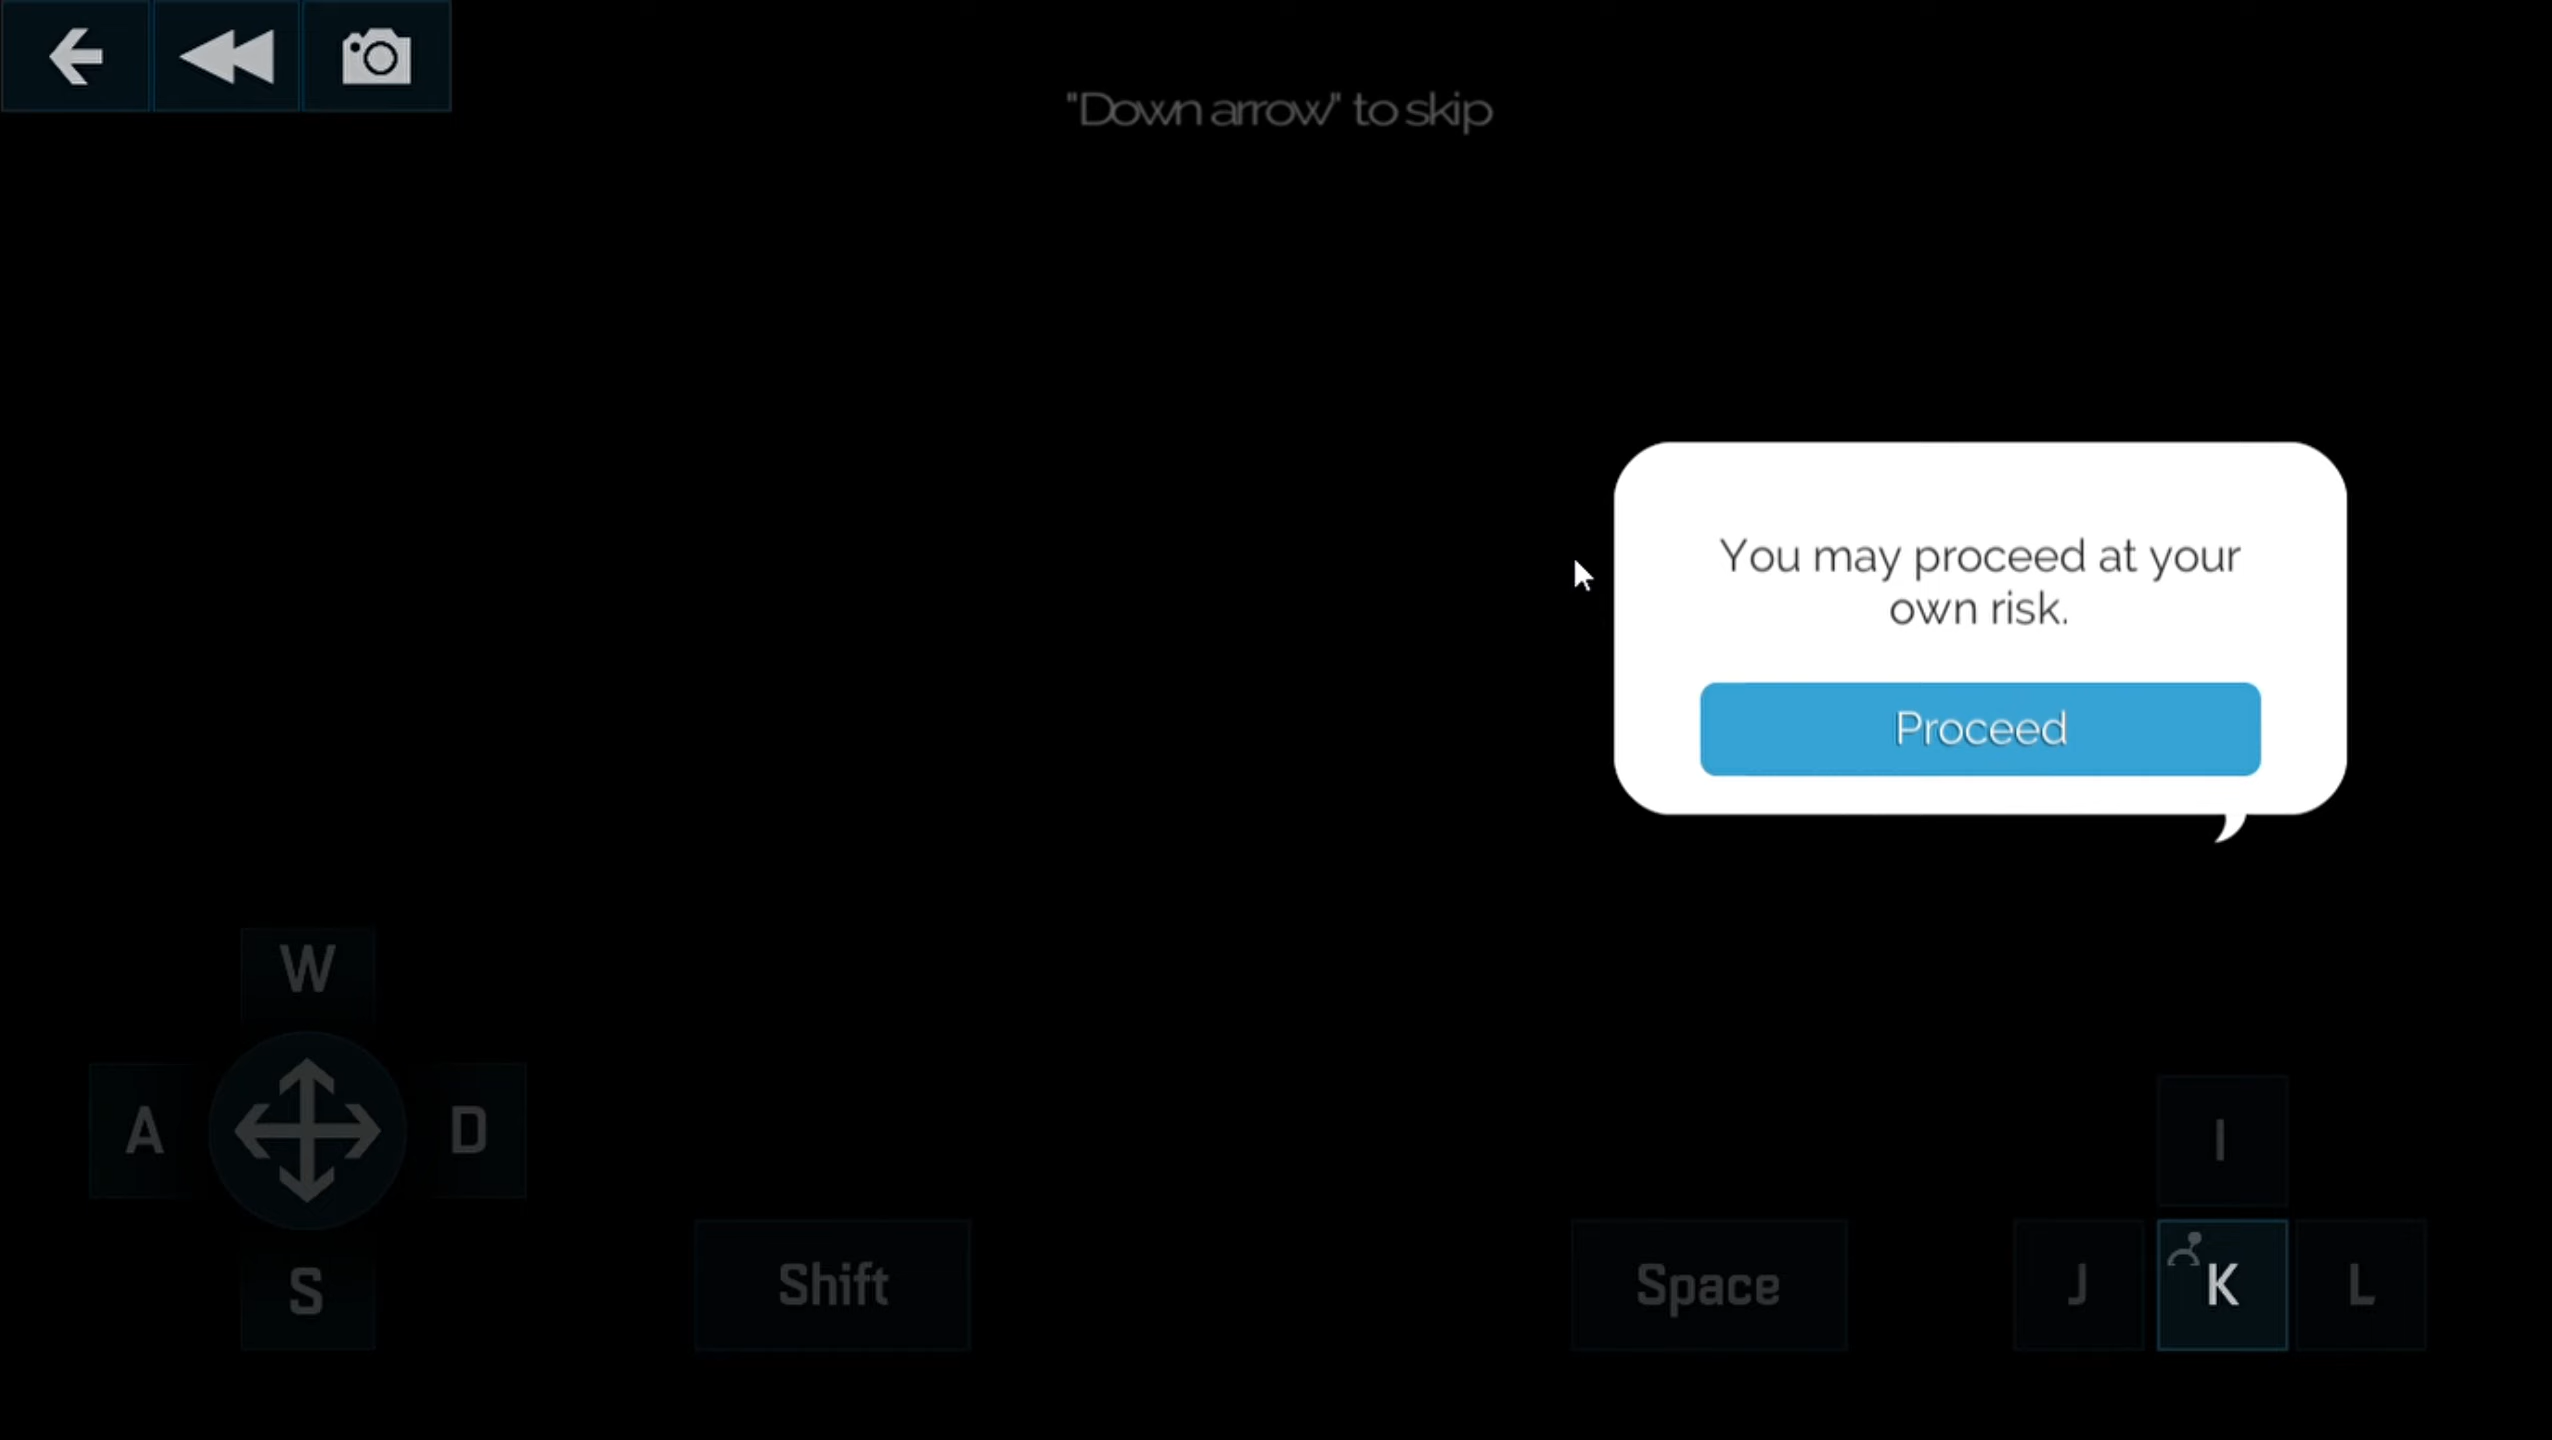 "Down arrow" to skip
You may proceed at your
own risk.
Proceed
W
A
D
S
Shift
Space
I
J
K
L